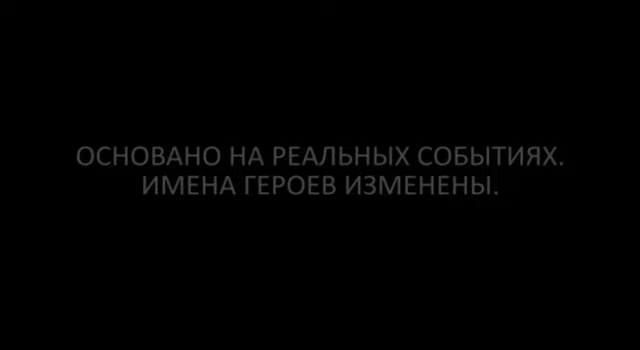 ОСНОВАНО НА РЕАЛЬНЫХ СОБЫТИЯХ.
ИМЕНА ГЕРОЕВ ИЗМЕНЕНЫ.